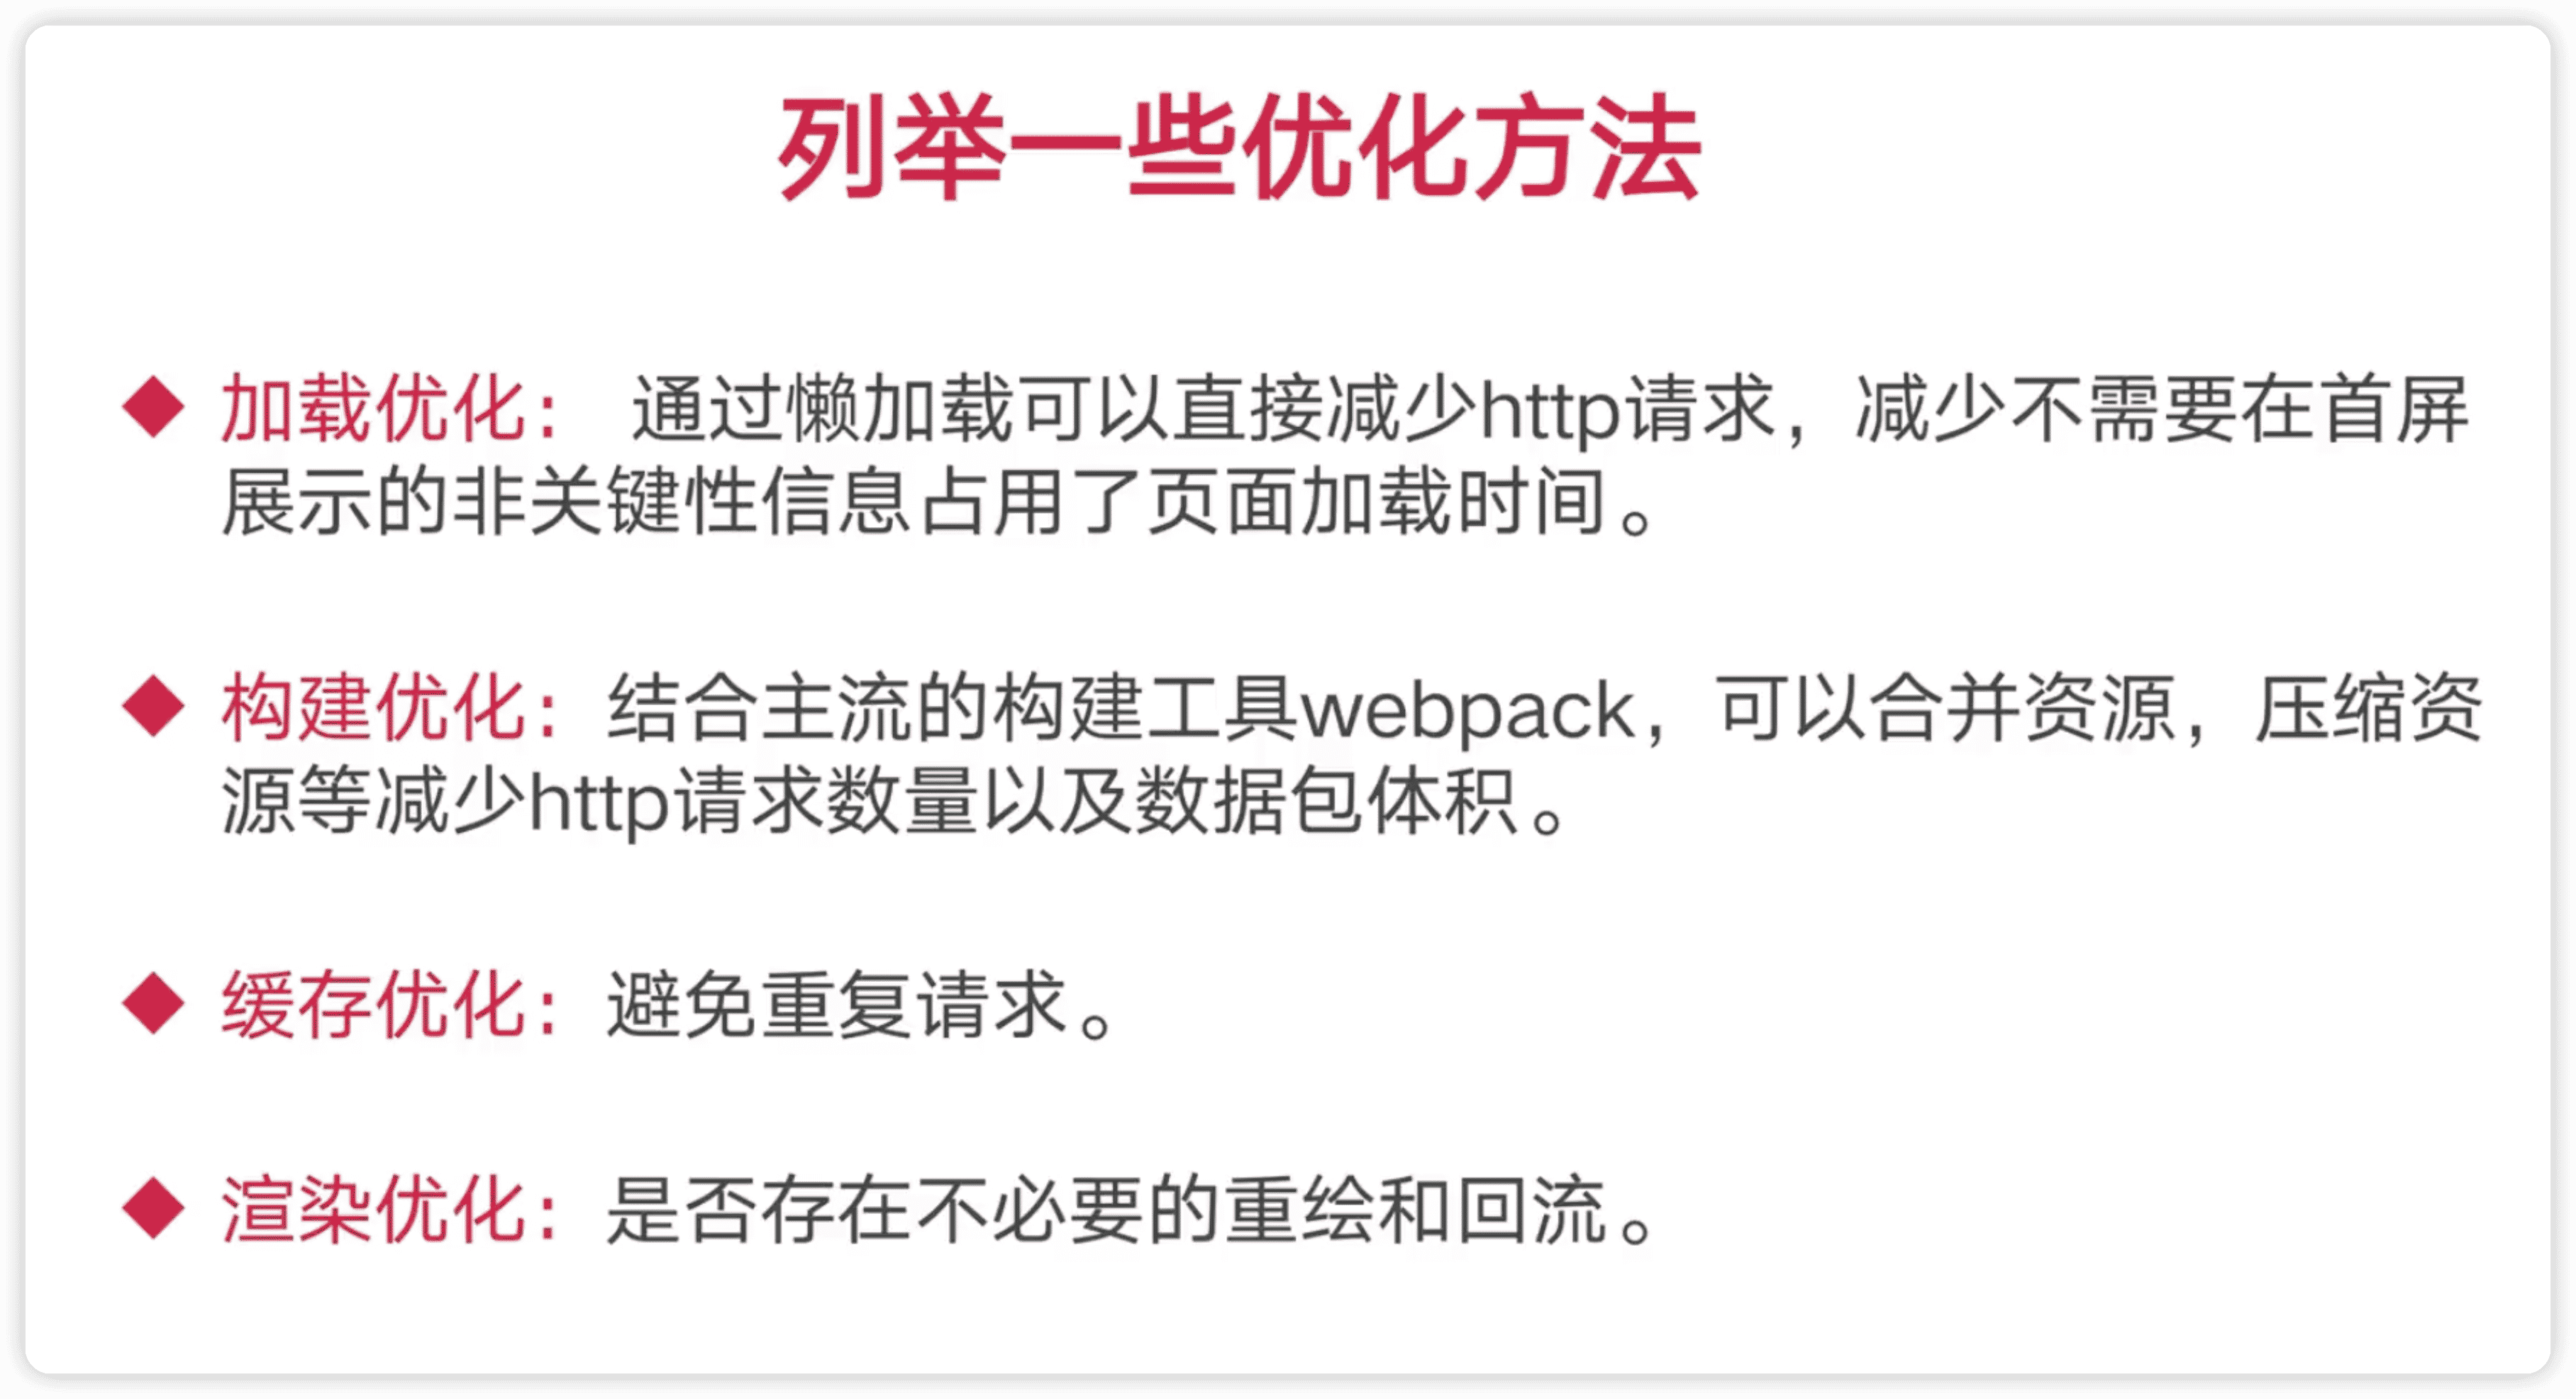 列举一些优化方法
加载优化： 通过懒加载可以直接减少http请求，减少不需要在首屏
展示的非关键性信息占用了页面加载时间。
构建优化：结合主流的构建工具webpack，可以合并资源，压缩资
源等减少http请求数量以及数据包体积。
缓存优化：避免重复请求。
渲染优化：是否存在不必要的重绘和回流。